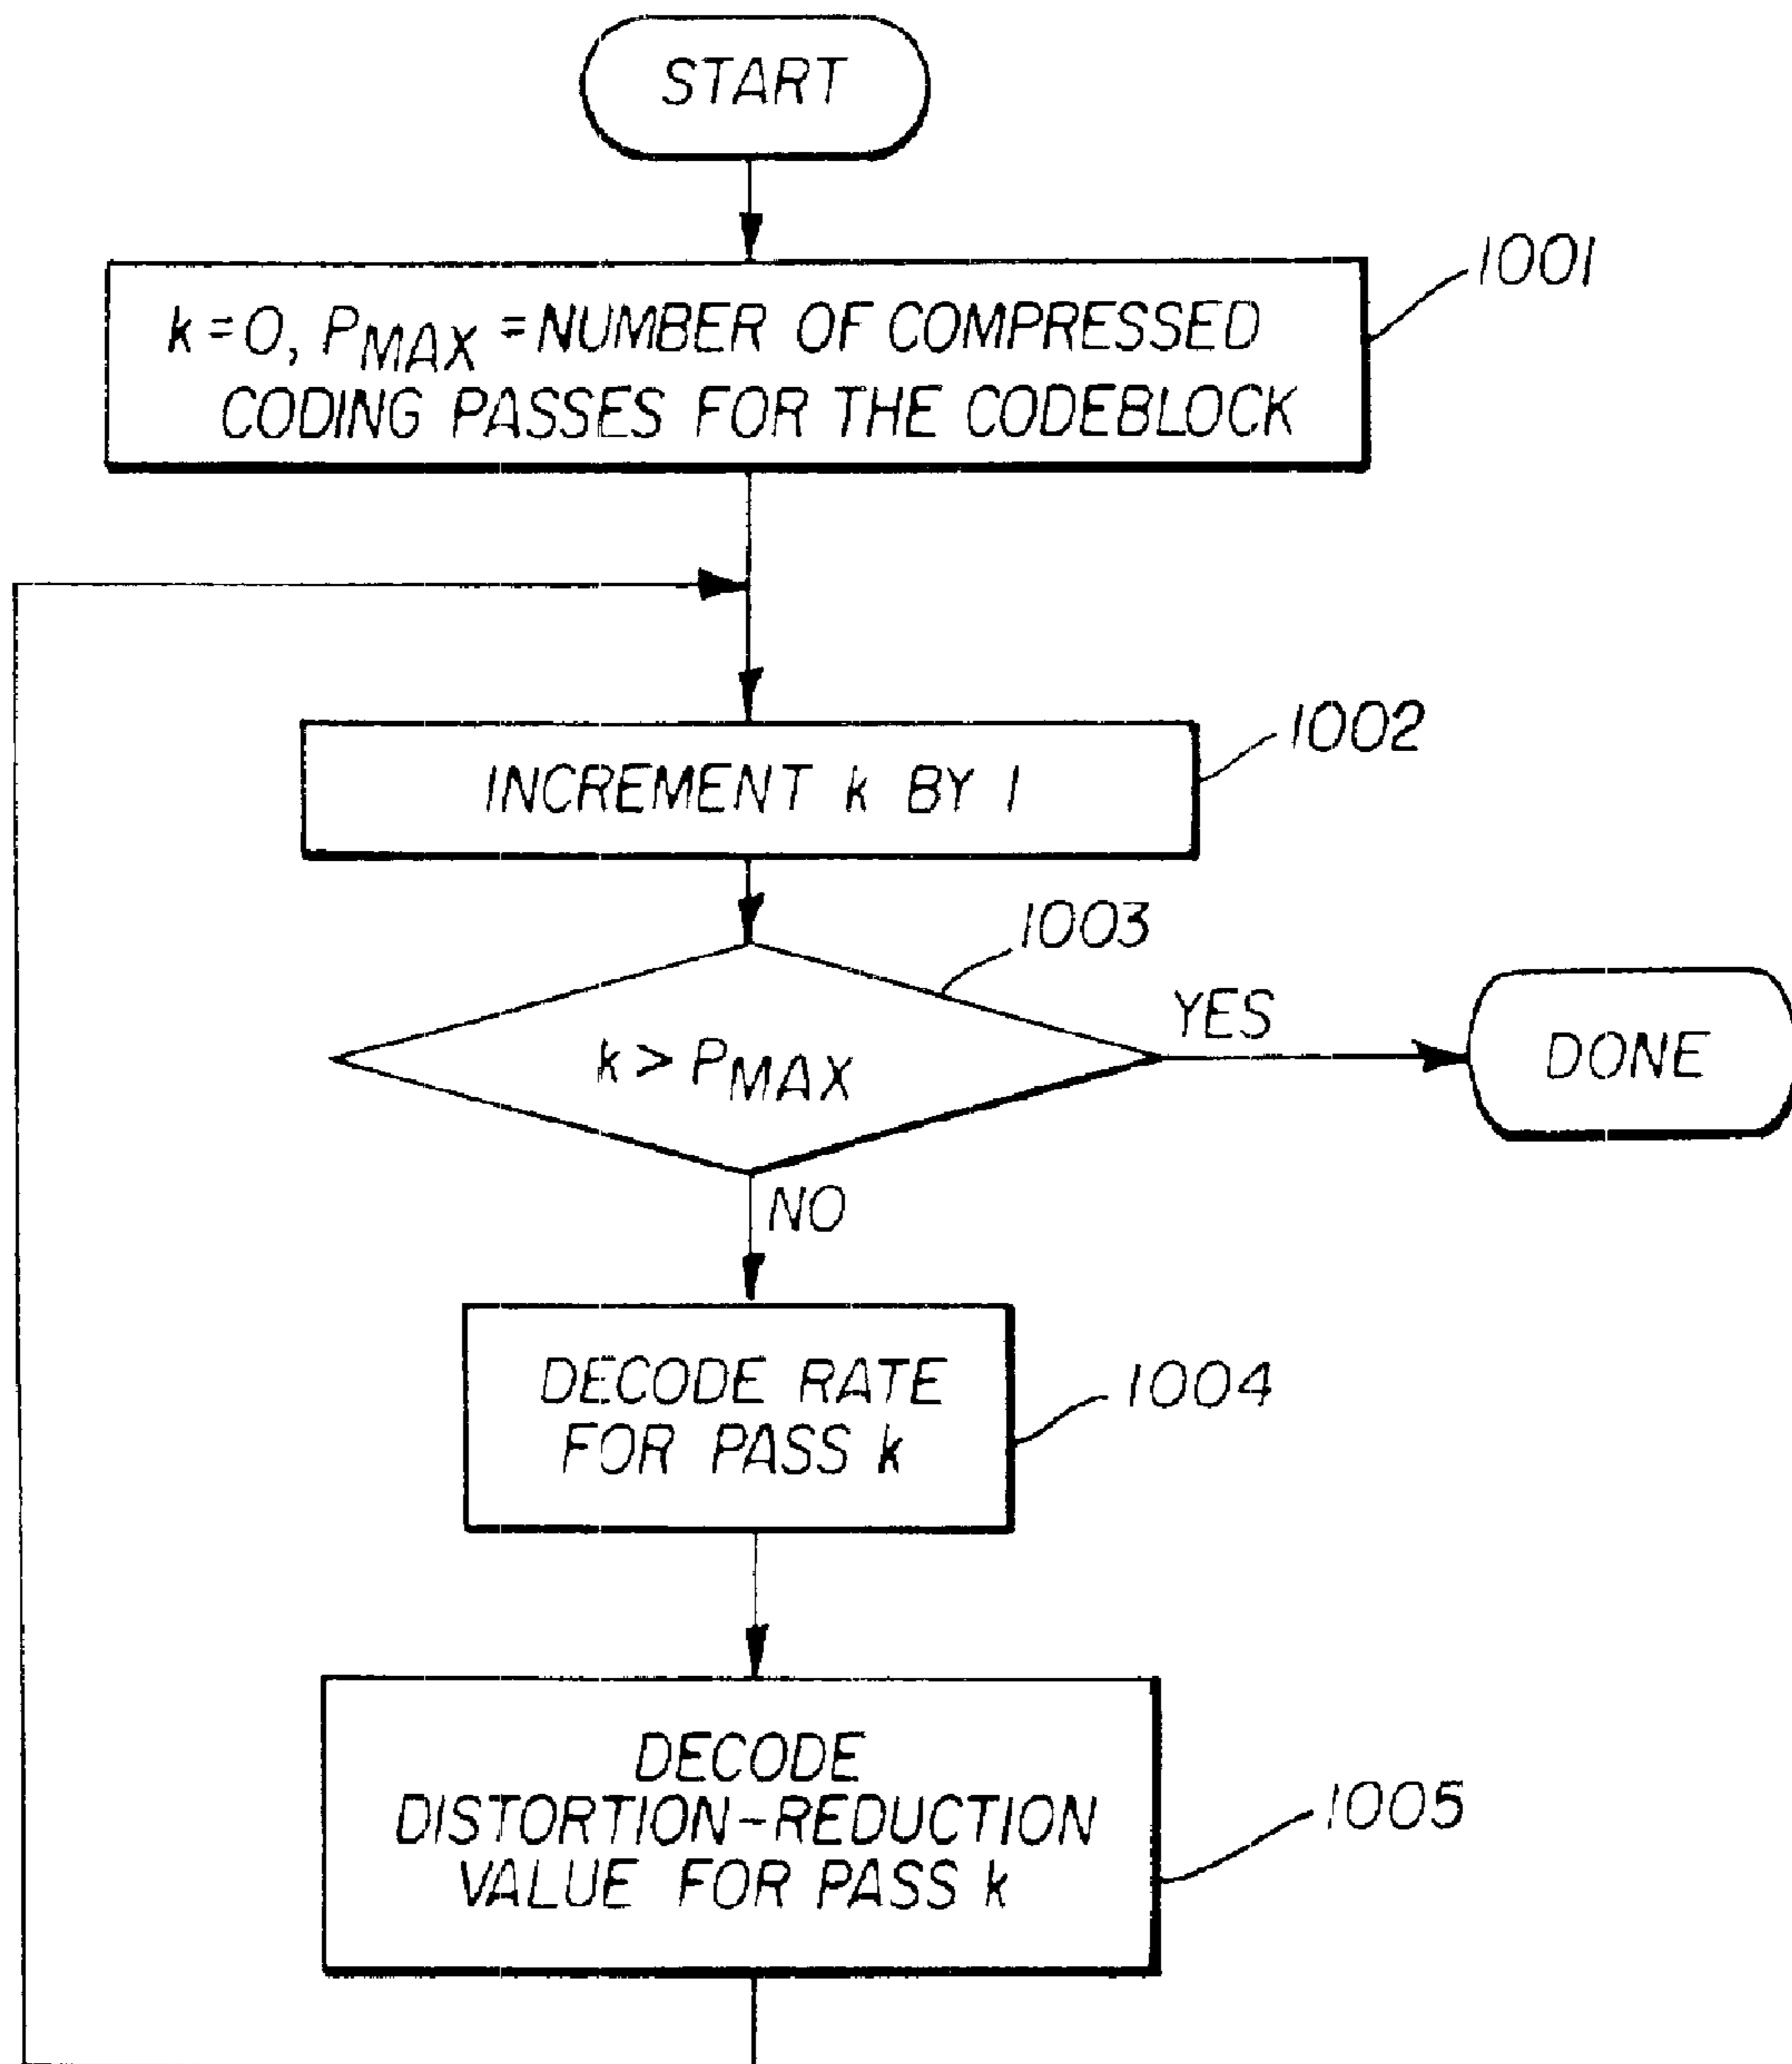 START
k=0, PMAX =NUMBER OF COMPRESSED
CODING PASSES FOR THE CODEBLOCK
1001
INCREMENT k BY 1
1002
1003
k > PMAX
YES
DONE
NO
DECODE RATE
FOR PASS k
1004
DECODE
DISTORTION-REDUCTION
VALUE FOR PASS k
1005